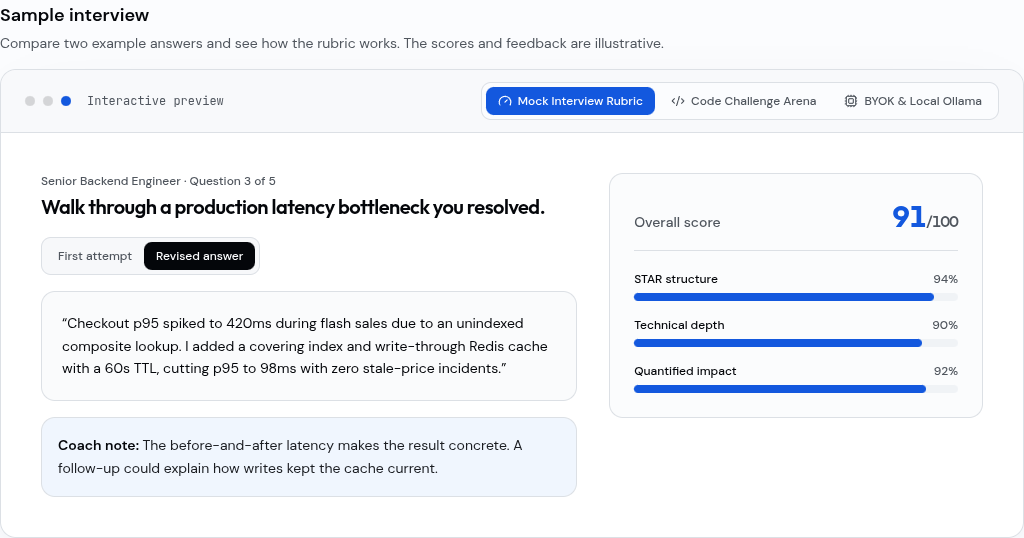 Sample interview
Compare two example answers and see how the rubric works. The scores and feedback are illustrative.
Interactive preview
Mock Interview Rubric
Code Challenge Arena
BYOK & Local Ollama
Senior Backend Engineer · Question 3 of 5
Walk through a production latency bottleneck you resolved.
First attempt
Revised answer
“Checkout p95 spiked to 420ms during flash sales due to an unindexed
composite lookup. I added a covering index and write-through Redis cache
with a 60s TTL, cutting p95 to 98ms with zero stale-price incidents.”
Coach note: The before-and-after latency makes the result concrete. A
follow-up could explain how writes kept the cache current.
Overall score 91/100
STAR structure 94%
Technical depth 90%
Quantified impact 92%